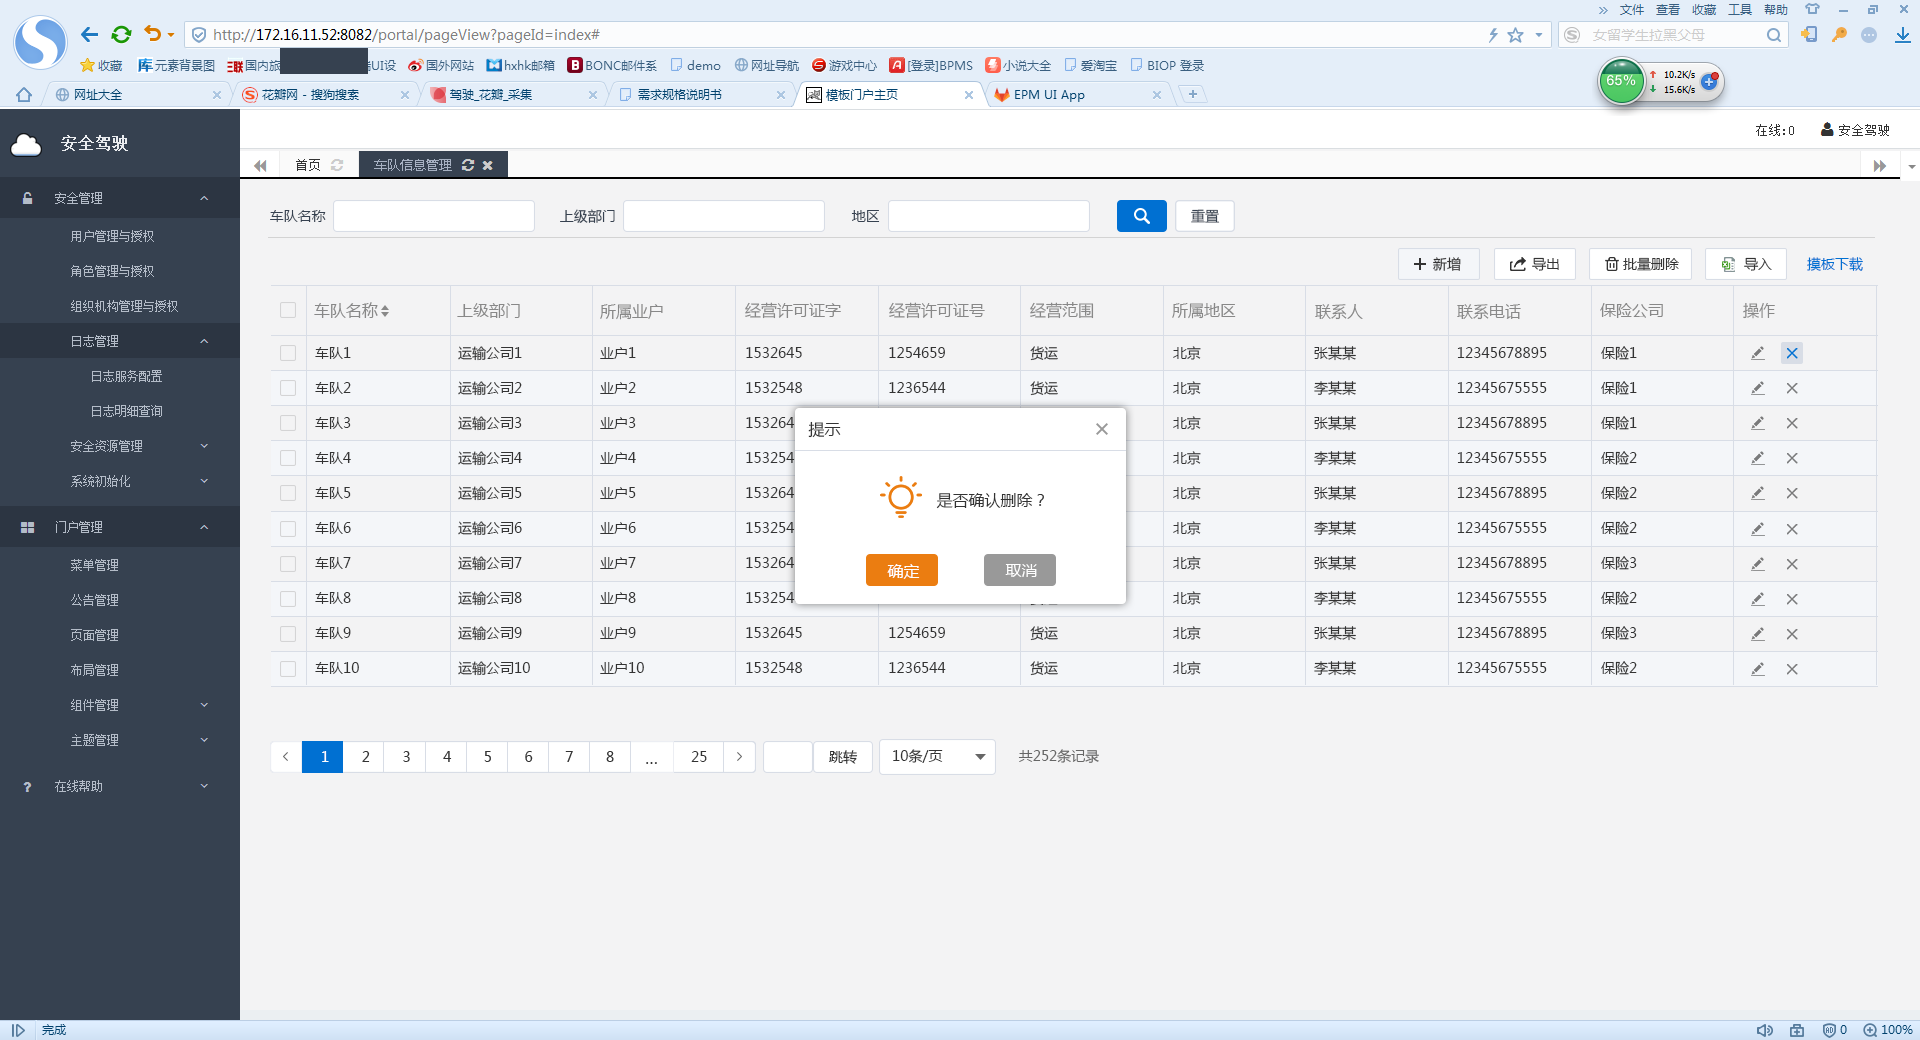 » 文件 查看 收藏 工具 帮助
http://172.16.11.52:8082/portal/pageView?pageId=index#
女留学生拉黑父母
收藏 库元素背景图 国内旅 UI设 国外网站 hxhk邮箱 BONC邮件系 demo 网址导航 游戏中心 [登录]BPMS 小说大全 爱淘宝 BIOP 登录
网址大全 花瓣网 - 搜狗搜索 驾驶_花瓣_采集 需求规格说明书 模板门户主页 EPM UI App
65% 10.2K/s
15.6K/s
安全驾驶
在线:0 安全驾驶
首页 车队信息管理
安全管理
用户管理与授权
角色管理与授权
组织机构管理与授权
日志管理
日志服务配置
日志明细查询
安全资源管理
系统初始化
门户管理
菜单管理
公告管理
页面管理
布局管理
组件管理
主题管理
在线帮助
车队名称 上级部门 地区 重置
新增 导出 批量删除 导入 摸板下载
车队名称 上级部门 所属业户 经营许可证字 经营许可证号 经营范围 所属地区 联系人 联系电话 保险公司 操作
车队1 运输公司1 业户1 1532645 1254659 货运 北京 张某某 12345678895 保险1
车队2 运输公司2 业户2 1532548 1236544 货运 北京 李某某 12345675555 保险1
车队3 运输公司3 业户3 153264 北京 张某某 12345678895 保险1
车队4 运输公司4 业户4 153254 北京 李某某 12345675555 保险2
车队5 运输公司5 业户5 153264 北京 张某某 12345678895 保险2
车队6 运输公司6 业户6 153254 北京 李某某 12345675555 保险2
车队7 运输公司7 业户7 153264 北京 张某某 12345678895 保险3
车队8 运输公司8 业户8 153254 北京 李某某 12345675555 保险2
车队9 运输公司9 业户9 1532645 1254659 货运 北京 张某某 12345678895 保险3
车队10 运输公司10 业户10 1532548 1236544 货运 北京 李某某 12345675555 保险2
提示
是否确认删除？
确定 取消
1 2 3 4 5 6 7 8 ... 25 跳转 10条/页 共252条记录
完成
0 100%